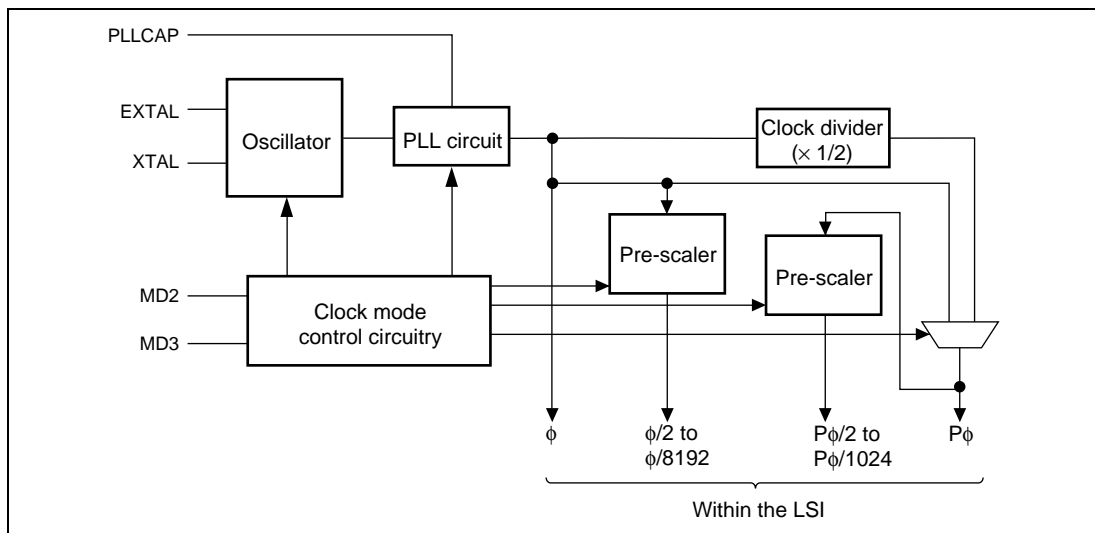 PLLCAP
EXTAL
XTAL
Oscillator
PLL circuit
Clock divider
(× 1/2)
Pre-scaler
Pre-scaler
MD2
MD3
Clock mode
control circuitry
ϕ
ϕ/2 to
ϕ/8192
Pϕ/2 to
Pϕ/1024
Pϕ
Within the LSI